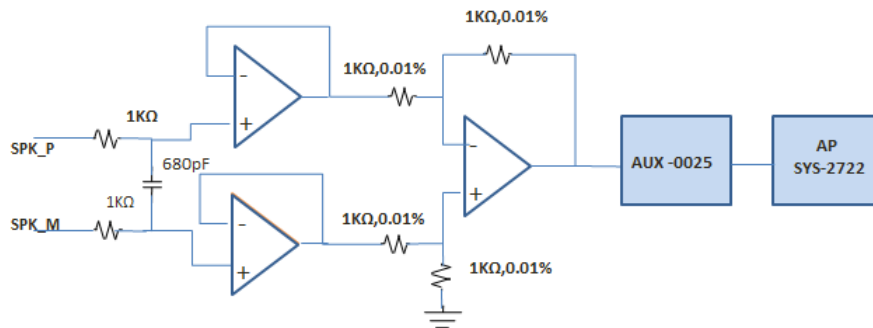 1KΩ,0.01%
1KΩ,0.01%
-
+
1KΩ
SPK_P
680pF
-
+
AUX -0025
AP
SYS-2722
1KΩ
SPK_M
1KΩ,0.01%
-
+
1KΩ,0.01%